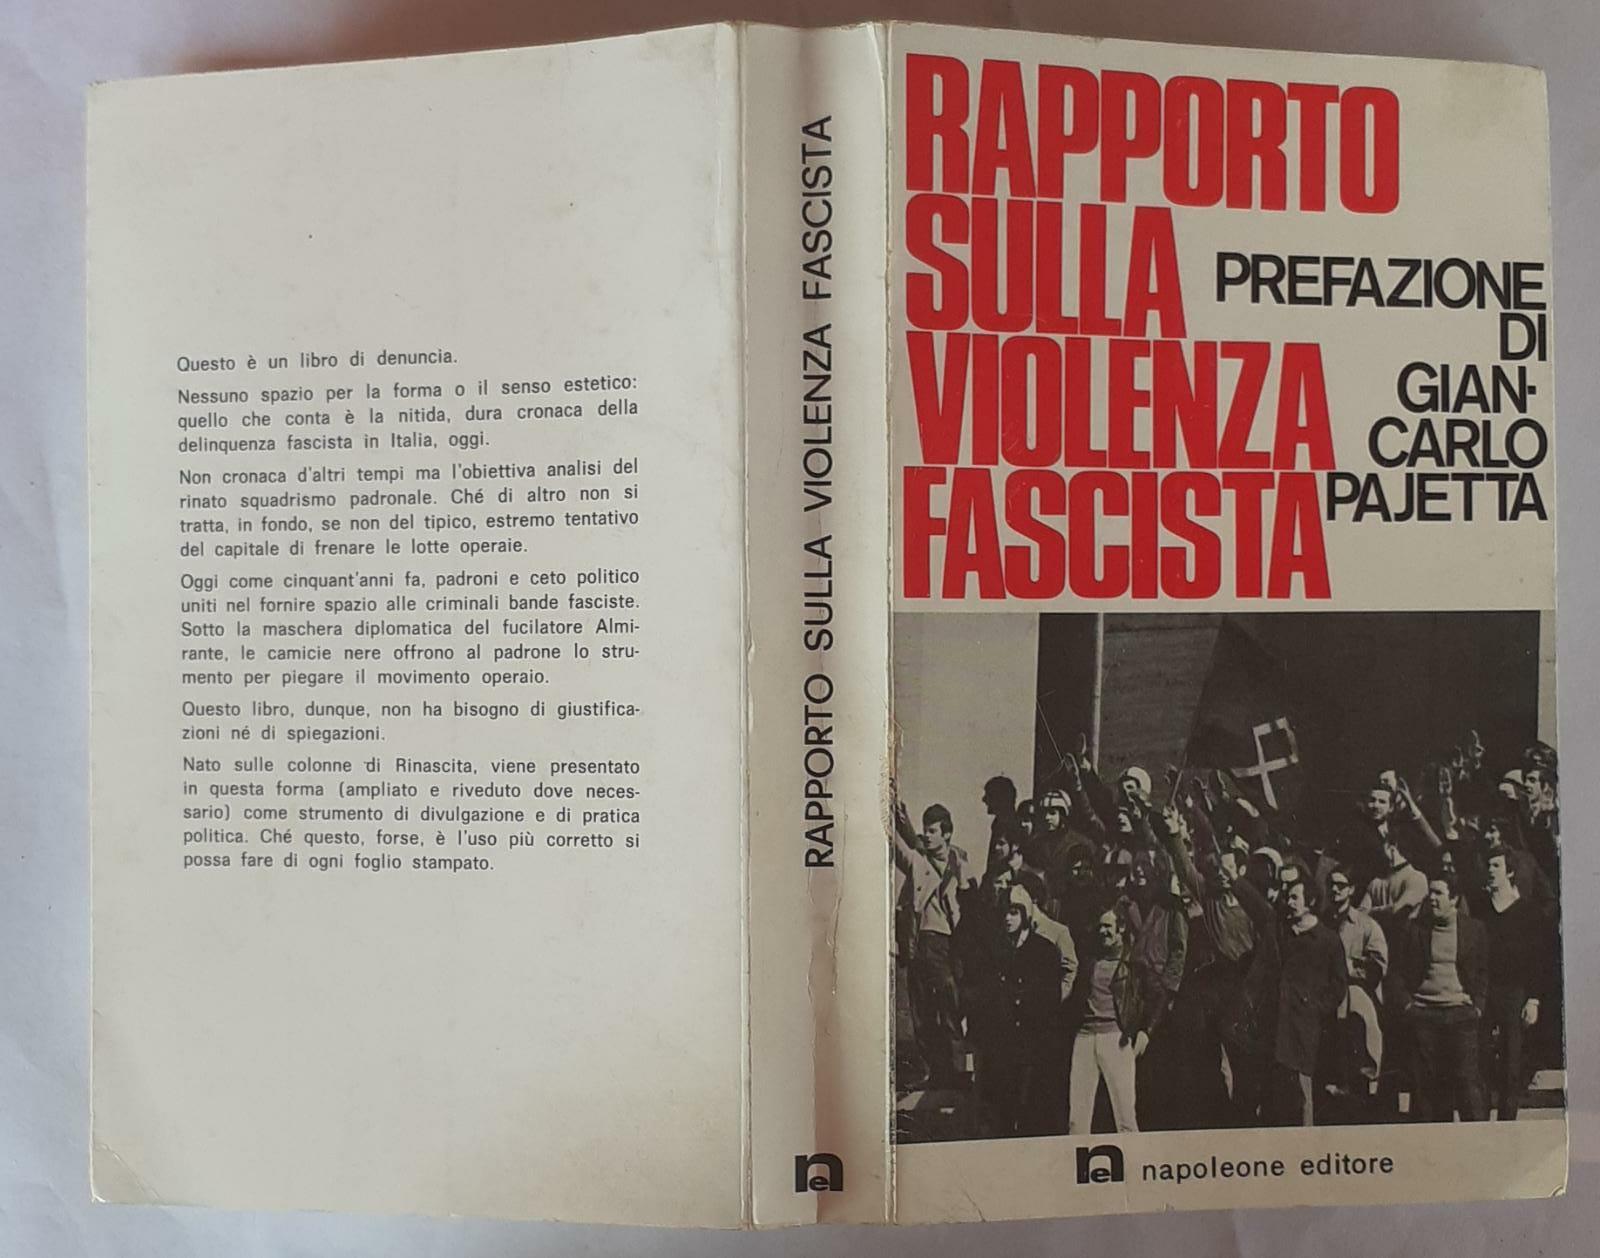 Questo è un libro di denuncia.
Nessuno spazio per la forma o il senso estetico:
quello che conta è la nitida, dura cronaca della
delinquenza fascista in Italia, oggi.
Non cronaca d'altri tempi ma l'obiettiva analisi del
rinato squadrismo padronale. Ché di altro non si
tratta, in fondo, se non del tipico, estremo tentativo
del capitale di frenare le lotte operaie.
Oggi come cinquant'anni fa, padroni e ceto politico
uniti nel fornire spazio alle criminali bande fasciste.
Sotto la maschera diplomatica del fucilatore Almi-
rante, le camicie nere offrono al padrone lo stru-
mento per piegare il movimento operaio.
Questo libro, dunque, non ha bisogno di giustifica-
zioni né di spiegazioni.
Nato sulle colonne di Rinascita, viene presentato
in questa forma (ampliato e riveduto dove neces-
sario) come strumento di divulgazione e di pratica
politica. Ché questo, forse, è l'uso più corretto si
possa fare di ogni foglio stampato.
RAPPORTO SULLA VIOLENZA FASCISTA
ne
RAPPORTO
SULLA
VIOLENZA
FASCISTA
PREFAZIONE
DI
GIAN-
CARLO
PAJETTA
ne napoleone editore